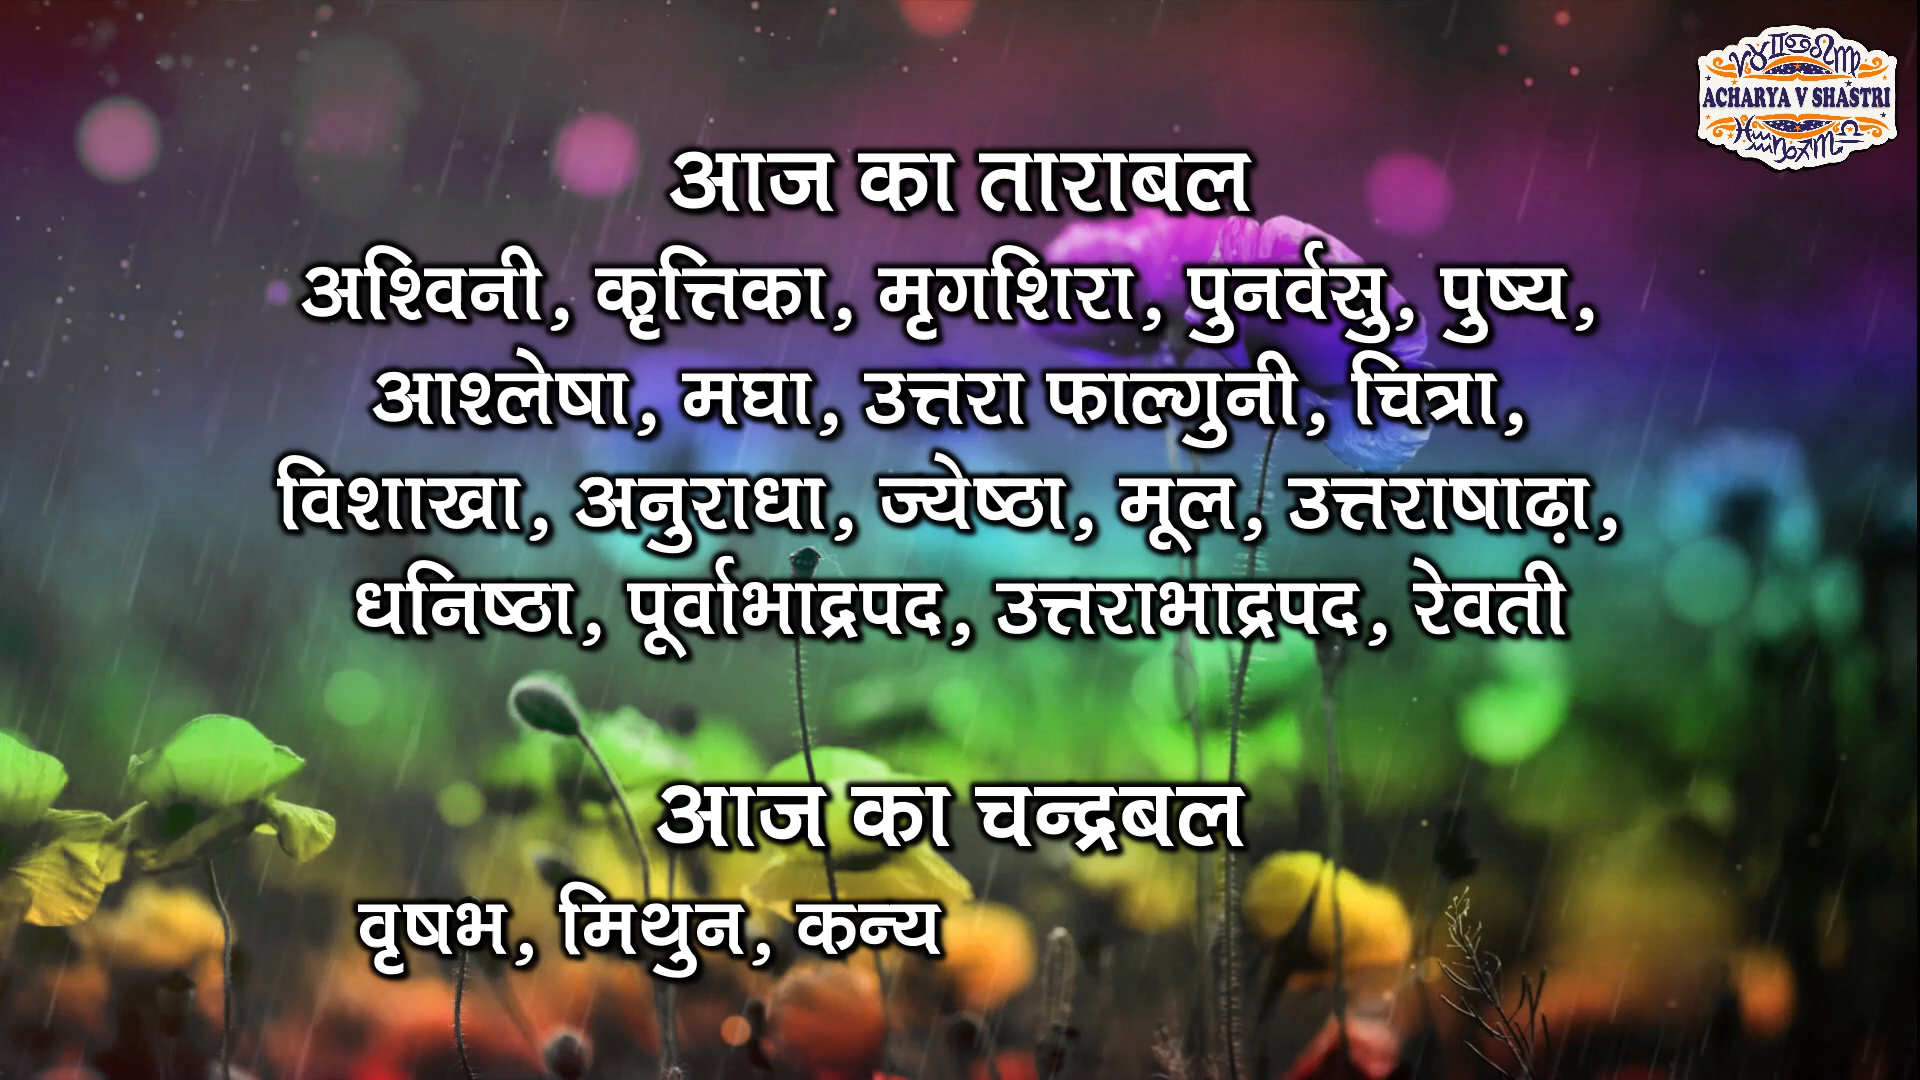 ACHARYA V SHASTRI
आज का ताराबल
अश्विनी, कृत्तिका, मृगशिरा, पुनर्वसु, पुष्य,
आश्लेषा, मघा, उत्तरा फाल्गुनी, चित्रा,
विशाखा, अनुराधा, ज्येष्ठा, मूल, उत्तराषाढ़ा,
धनिष्ठा, पूर्वाभाद्रपद, उत्तराभाद्रपद, रेवती
आज का चन्द्रबल
वृषभ, मिथुन, कन्य